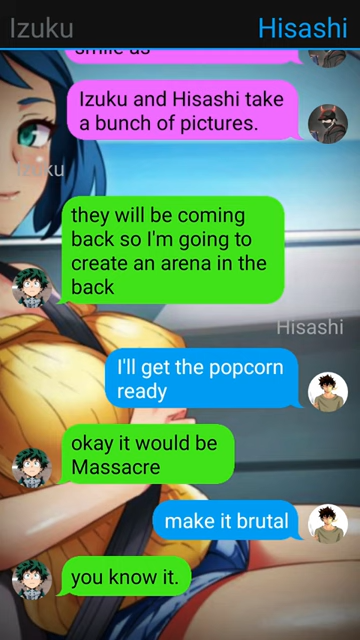 Izuku
Hisashi
smile as
Izuku and Hisashi take
a bunch of pictures.
Izuku
they will be coming
back so I'm going to
create an arena in the
back
Hisashi
I'll get the popcorn
ready
okay it would be
Massacre
make it brutal
you know it.